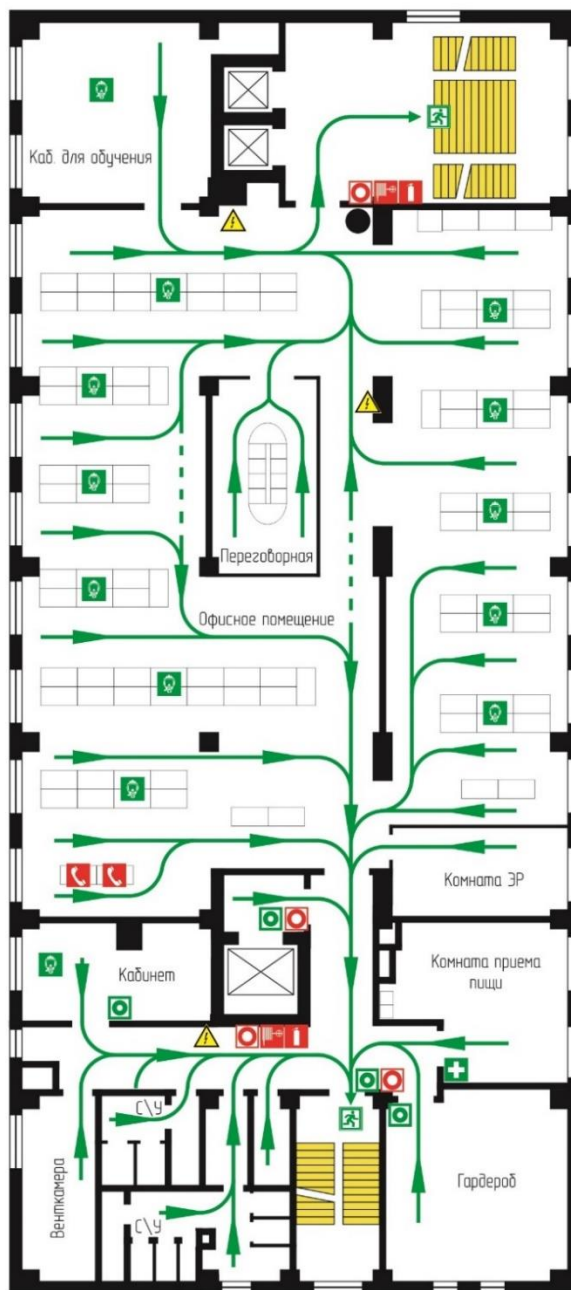 Каб. для обучения
Переговорная
Офисное помещение
Комната ЭР
Кабинет
Комната приема
пищи
С\У
Венткамера
С\У
Гардероб